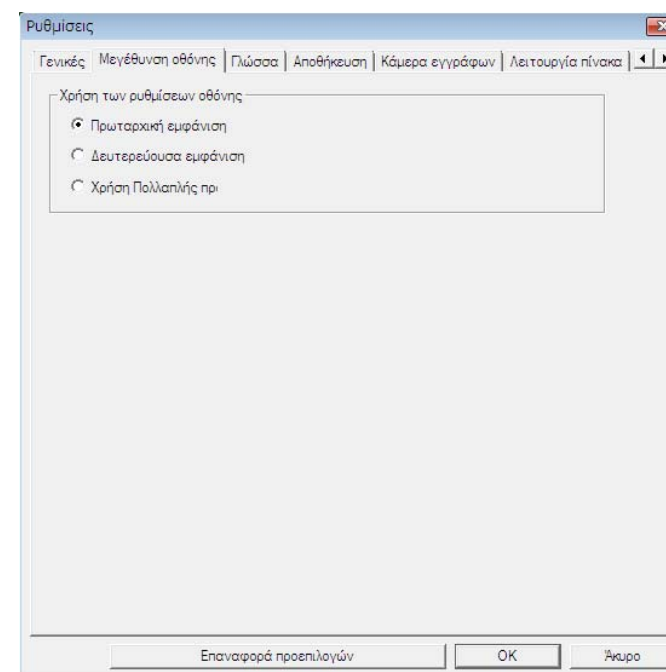 Ρυθμίσεις
Γενικές Μεγέθυνση οθόνης Γλώσσα Αποθήκευση Κάμερα εγγράφων Λειτουργία πίνακα
Χρήση των ρυθμίσεων οθόνης
Πρωταρχική εμφάνιση
Δευτερεύουσα εμφάνιση
Χρήση Πολλαπλής πρ
Επαναφορά προεπιλογών OK Άκυρο